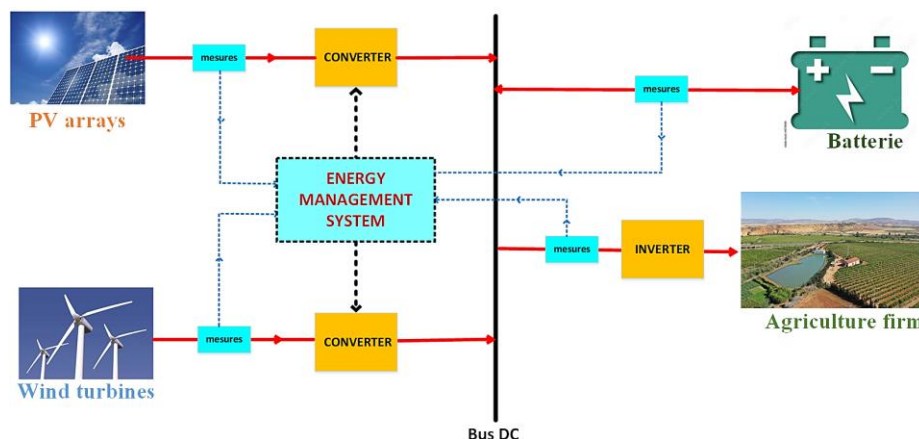 mesures
CONVERTER
PV arrays
mesures
Batterie
ENERGY
MANAGEMENT
SYSTEM
mesures
INVERTER
Agriculture firm
mesures
CONVERTER
Wind turbines
Bus DC